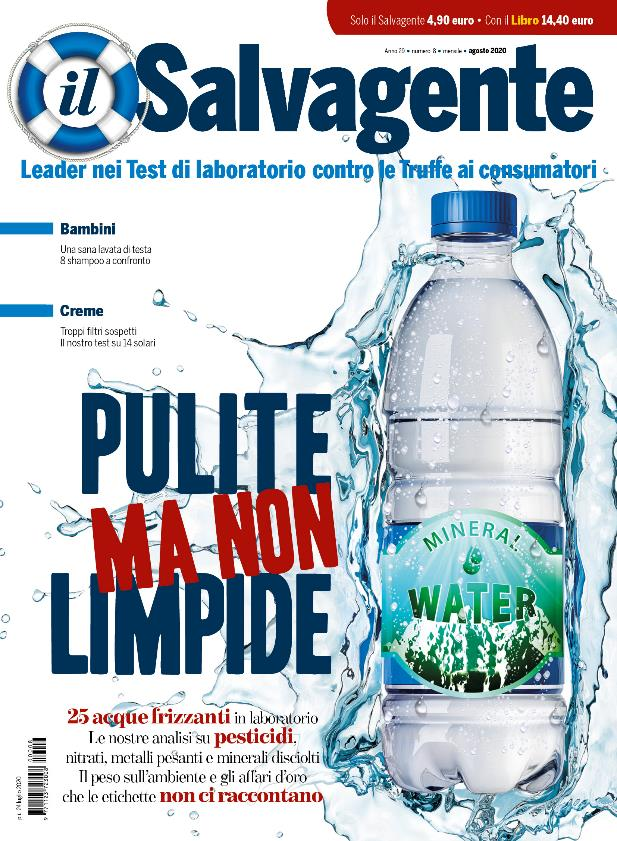 Solo il Salvagente 4,90 euro • Con il Libro 14,40 euro
Anno 29 • numero 8 • mensile • agosto 2020
il Salvagente
Leader nei Test di laboratorio contro le Truffe ai consumatori
Bambini
Una sana lavata di testa
8 shampoo a confronto
Creme
Troppi filtri sospetti
Il nostro test su 14 solari
PULITE
MA NON
LIMPIDE
MINERAL
WATER
25 acque frizzanti in laboratorio
Le nostre analisi su pesticidi,
nitrati, metalli pesanti e minerali disciolti
Il peso sull'ambiente e gli affari d'oro
che le etichette non ci raccontano